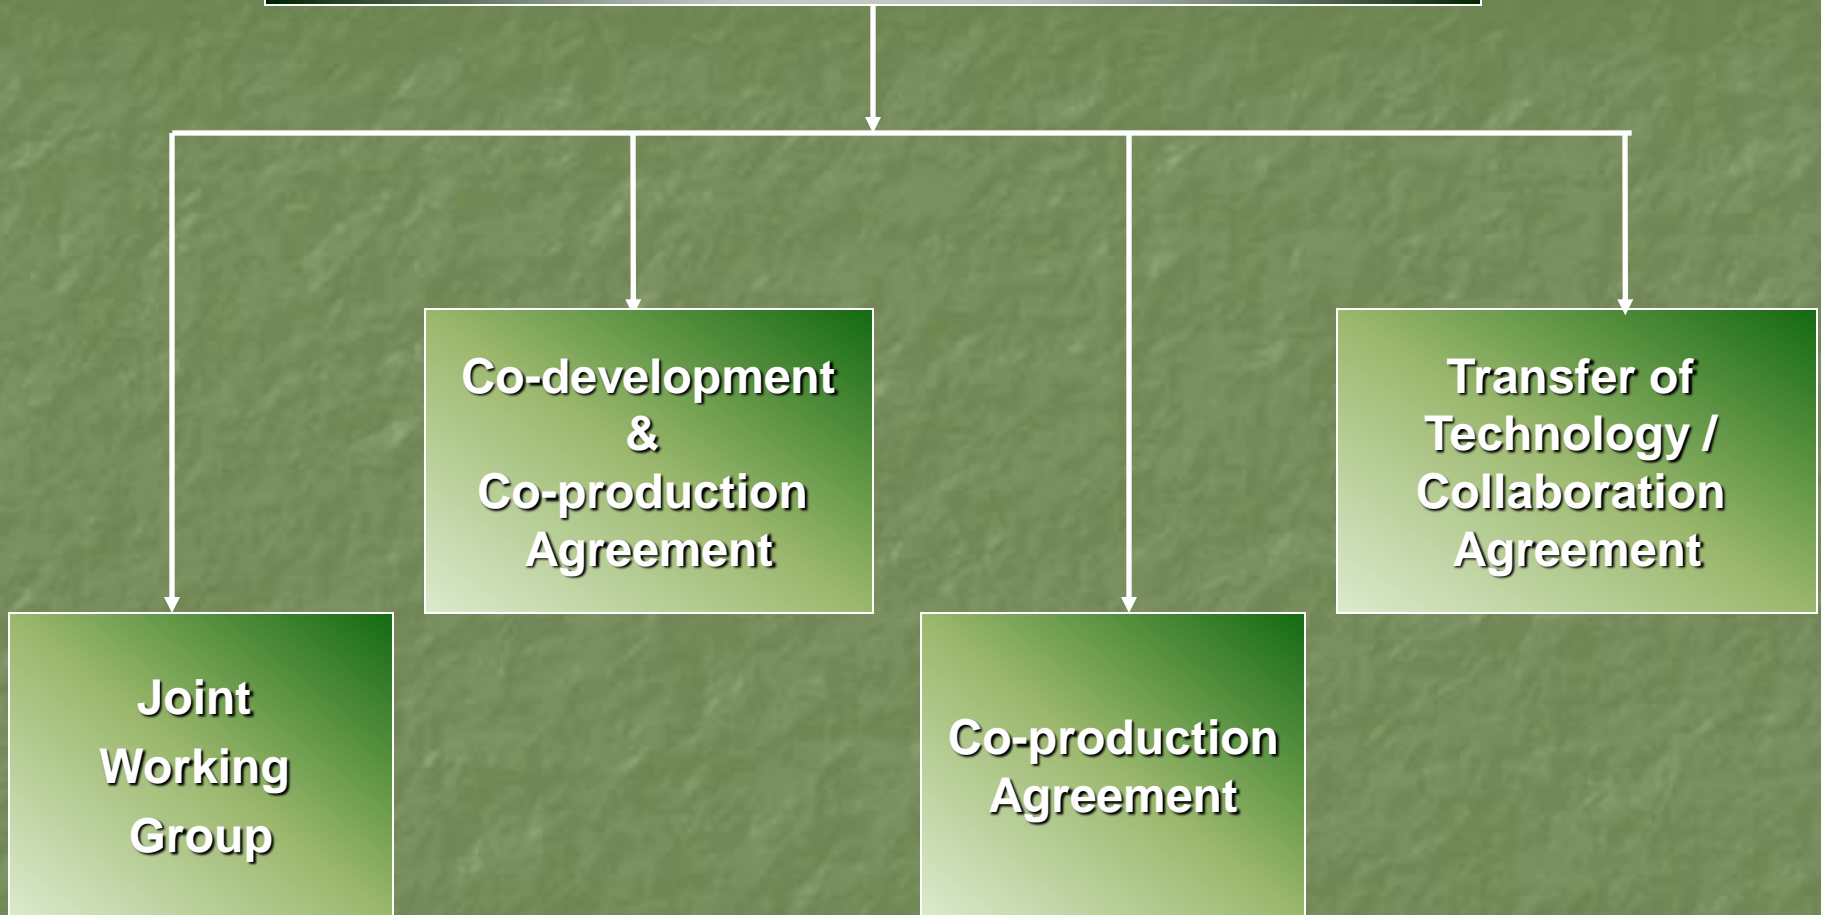 Co-development
&
Co-production
Agreement
Transfer of
Technology /
Collaboration
Agreement
Joint
Working
Group
Co-production
Agreement